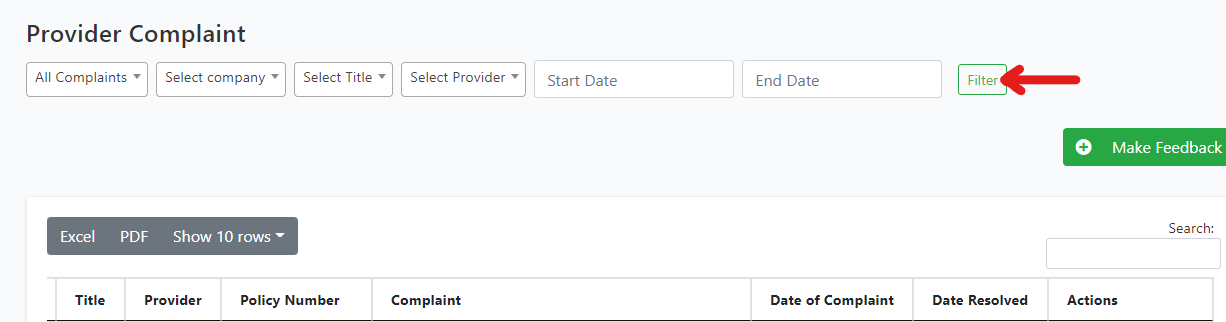 Provider Complaint
All Complaints Select company Select Title Select Provider Start Date End Date Filter
Make Feedback
Excel PDF Show 10 rows Search:
Title Provider Policy Number Complaint Date of Complaint Date Resolved Actions